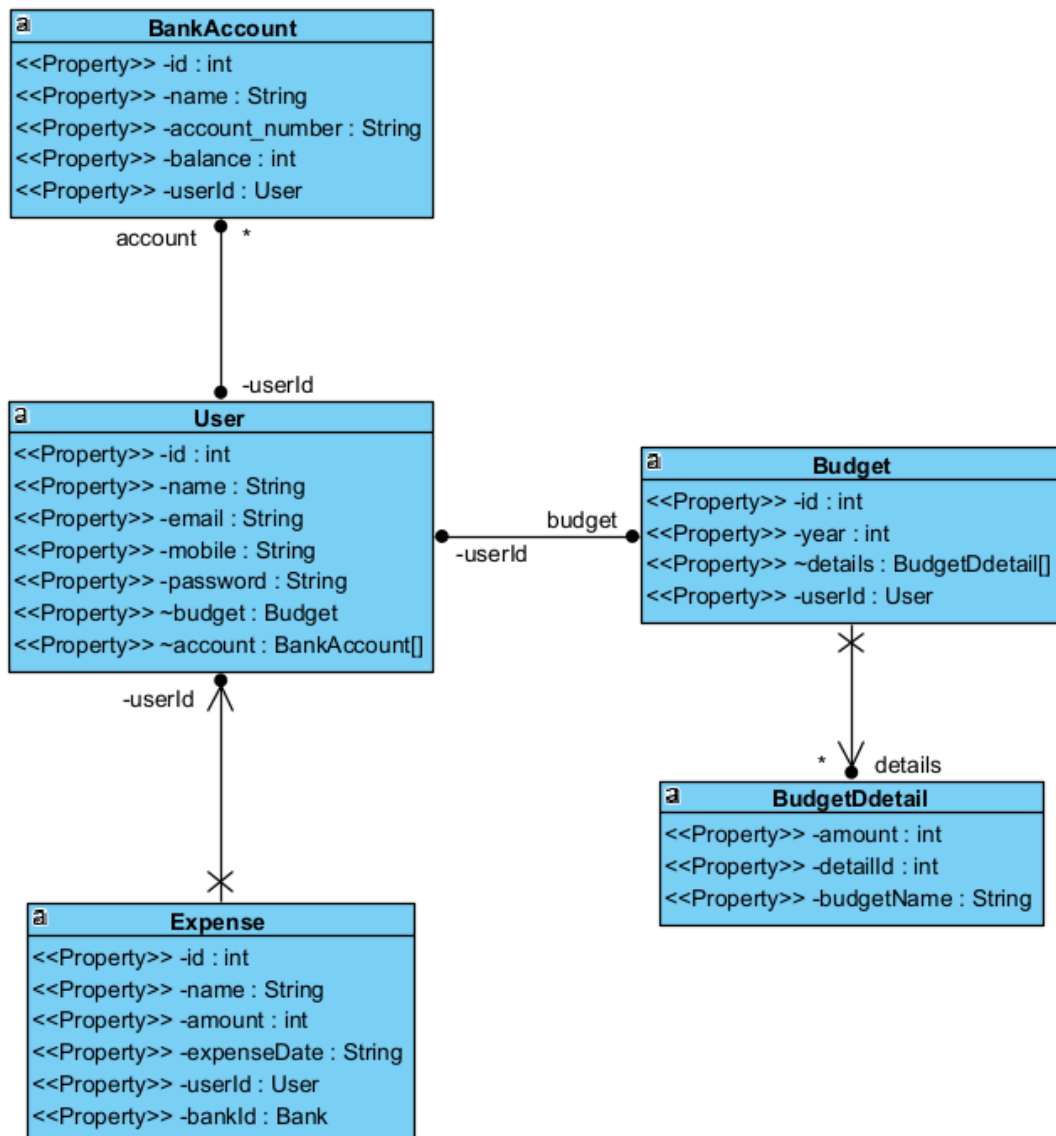 a
BankAccount
<<Property>> -id : int
<<Property>> -name : String
<<Property>> -account_number : String
<<Property>> -balance : int
<<Property>> -userId : User
account *
-userId
a
User
<<Property>> -id : int
<<Property>> -name : String
<<Property>> -email : String
<<Property>> -mobile : String
<<Property>> -password : String
<<Property>> ~budget : Budget
<<Property>> ~account : BankAccount[]
budget
-userId
a
Budget
<<Property>> -id : int
<<Property>> -year : int
<<Property>> ~details : BudgetDdetail[]
<<Property>> -userId : User
-userId
* details
a
BudgetDdetail
<<Property>> -amount : int
<<Property>> -detailId : int
<<Property>> -budgetName : String
a
Expense
<<Property>> -id : int
<<Property>> -name : String
<<Property>> -amount : int
<<Property>> -expenseDate : String
<<Property>> -userId : User
<<Property>> -bankId : Bank